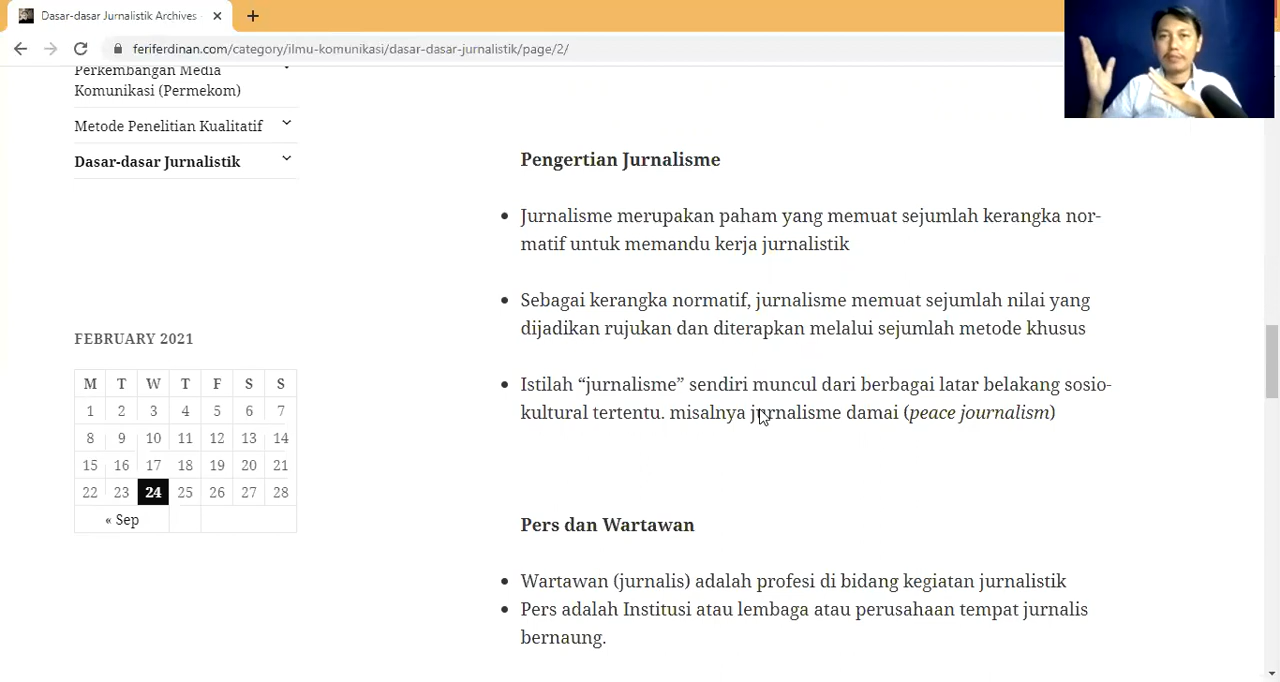 Dasar-dasar Jurnalistik Archives
feriferdinan.com/category/ilmu-komunikasi/dasar-dasar-jurnalistik/page/2/
Perkembangan Media
Komunikasi (Permekom)
Metode Penelitian Kualitatif
Dasar-dasar Jurnalistik
FEBRUARY 2021
M T W T F S S
1 2 3 4 5 6 7
8 9 10 11 12 13 14
15 16 17 18 19 20 21
22 23 24 25 26 27 28
« Sep
Pengertian Jurnalisme
• Jurnalisme merupakan paham yang memuat sejumlah kerangka nor-
matif untuk memandu kerja jurnalistik
• Sebagai kerangka normatif, jurnalisme memuat sejumlah nilai yang
dijadikan rujukan dan diterapkan melalui sejumlah metode khusus
• Istilah “jurnalisme” sendiri muncul dari berbagai latar belakang sosio-
kultural tertentu. misalnya jurnalisme damai (peace journalism)
Pers dan Wartawan
• Wartawan (jurnalis) adalah profesi di bidang kegiatan jurnalistik
• Pers adalah Institusi atau lembaga atau perusahaan tempat jurnalis
bernaung.